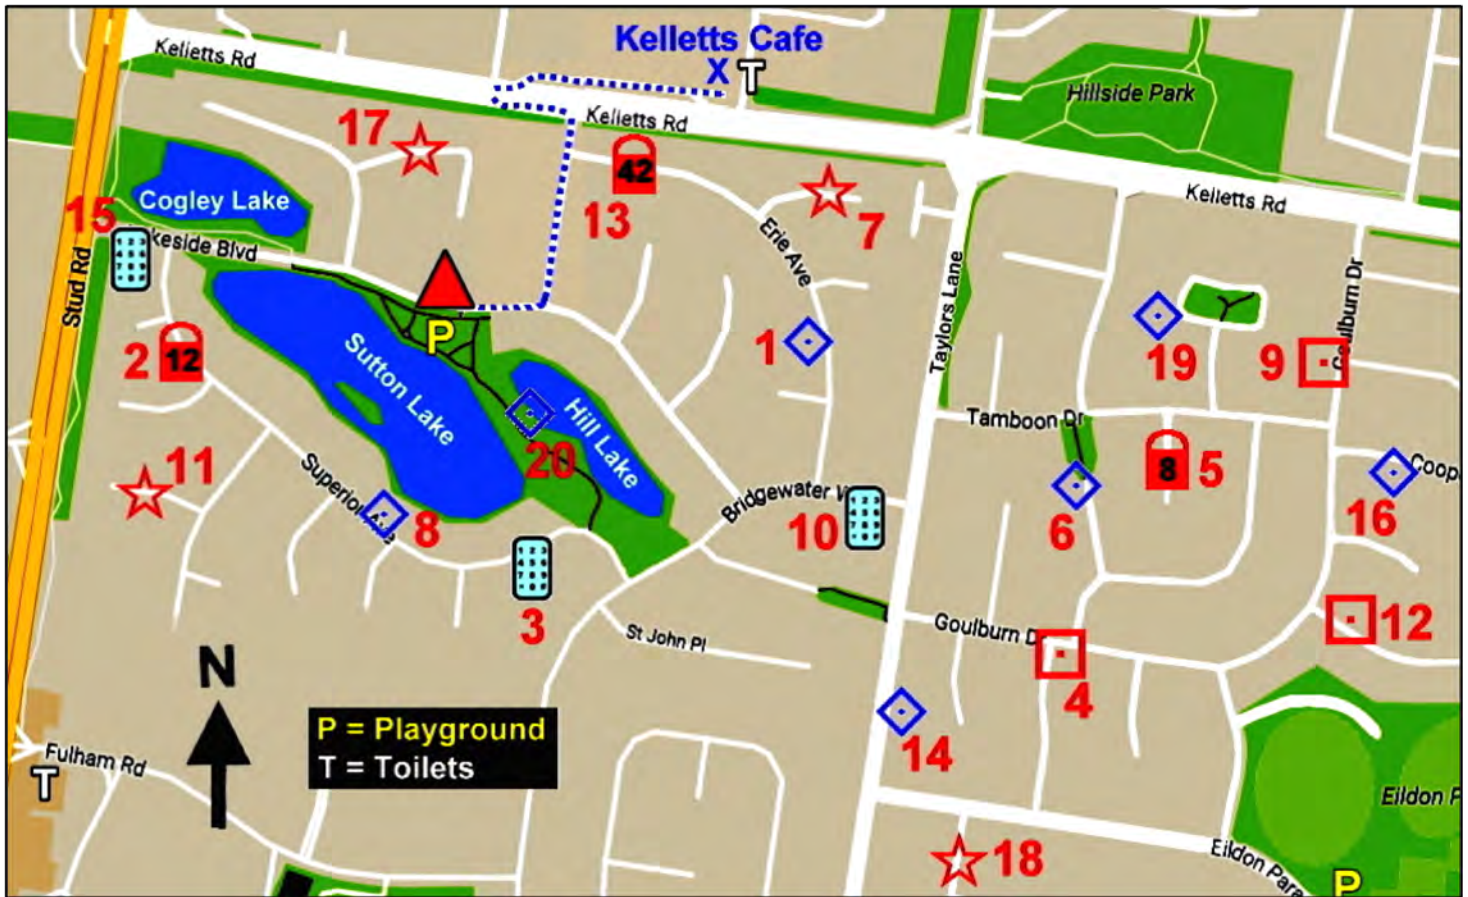 Kelletts Cafe
X T
Kelletts Rd
Kelletts Rd
Hillside Park
17
42
13
Cogley Lake
15
keside Blvd
7
Kelletts Rd
Erie Ave
Stud Rd
Taylors Lane
Goulburn Dr
P
2
12
1
19
9
Sutton Lake
Hill Lake
Tamboon Dr
20
11
8
5
Coop
Superior Ave
8
Bridgewater W
10
6
16
3
St John Pl
Goulburn D
12
4
N
P = Playground
T = Toilets
14
Fulham Rd
T
Eildon P
18
Eildon Para
P